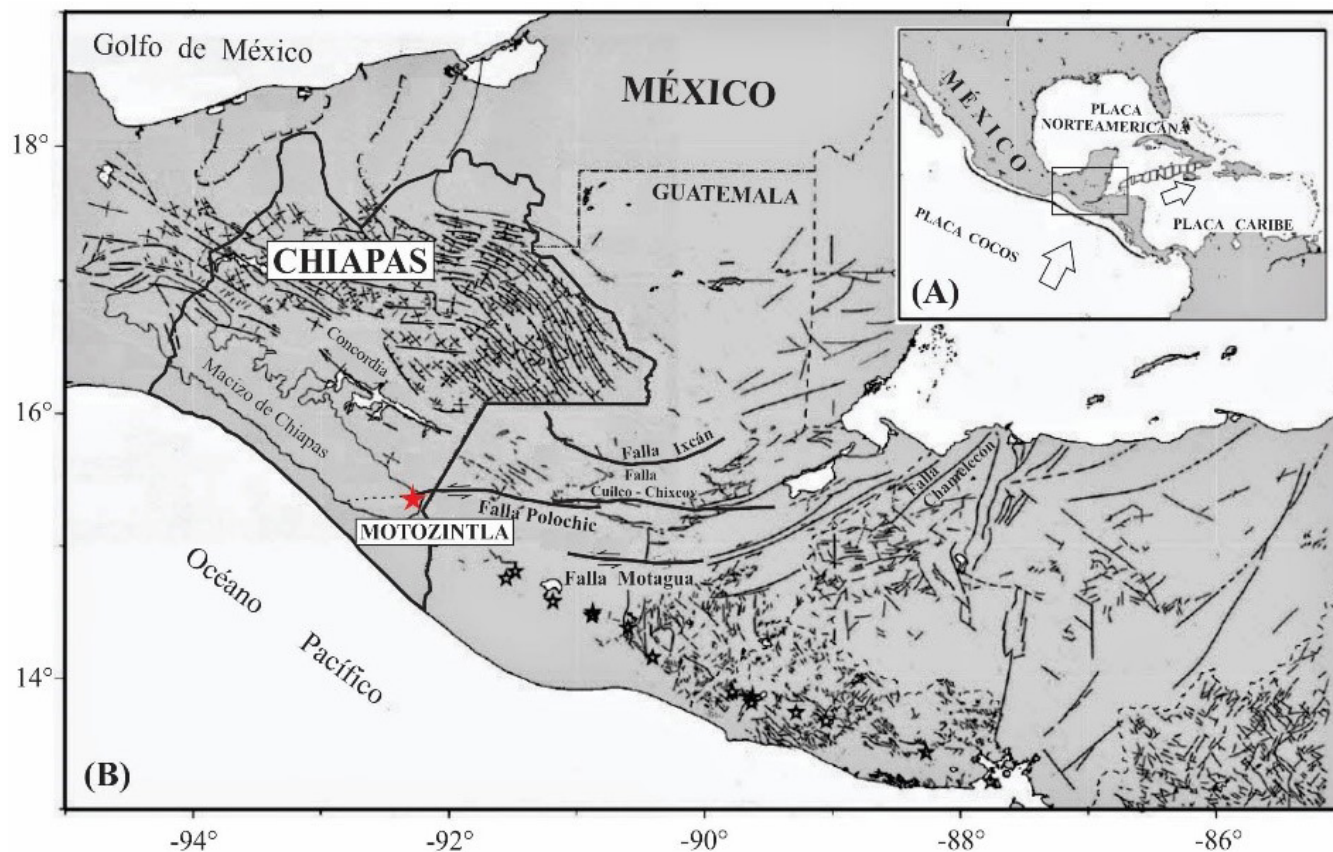 Golfo de México
MÉXICO
18°
GUATEMALA
CHIAPAS
Concordia
Macizo de Chiapas
16°
Falla Ixcán
Falla
Cuilco - Chixcoy
Falla Polochic
Falla Chamelecon
MOTOZINTLA
Falla Motagua
Océano
Pacífico
14°
(B)
-94°
-92°
-90°
-88°
-86°
MÉXICO
PLACA
NORTEAMERICANA
PLACA COCOS
PLACA CARIBE
(A)